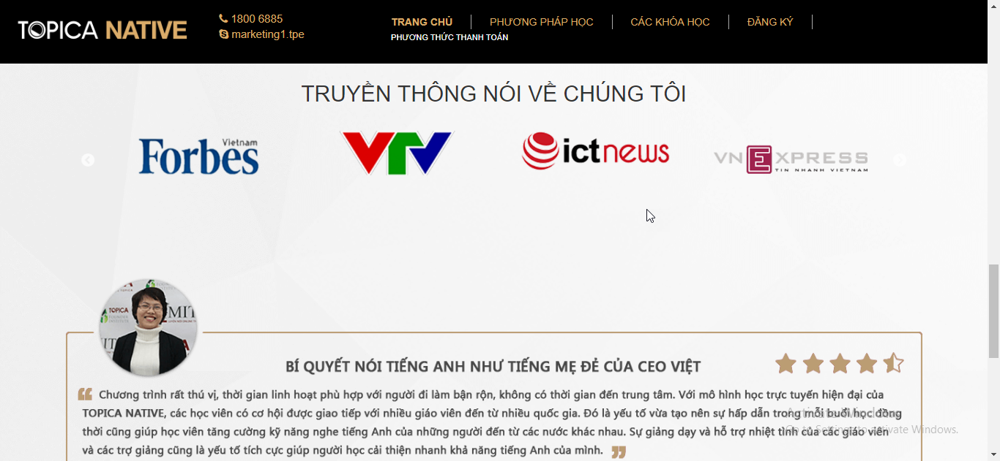 TOPICA NATIVE
1800 6885
marketing1.tpe
TRANG CHỦ
PHƯƠNG PHÁP HỌC
CÁC KHÓA HỌC
ĐĂNG KÝ
PHƯƠNG THỨC THANH TOÁN
TRUYỀN THÔNG NÓI VỀ CHÚNG TÔI
Forbes Vietnam
VTV
ictnews
VNEXPRESS
TIN NHANH VIETNAM
TOPICA
MIT
BÍ QUYẾT NÓI TIẾNG ANH NHƯ TIẾNG MẸ ĐẺ CỦA CEO VIỆT
“ Chương trình rất thú vị, thời gian linh hoạt phù hợp với người đi làm bận rộn, không có thời gian đến trung tâm. Với mô hình học trực tuyến hiện đại của
TOPICA NATIVE, các học viên có cơ hội được giao tiếp với nhiều giáo viên đến từ nhiều quốc gia. Đó là yếu tố vừa tạo nên sự hấp dẫn trong mỗi buổi học đồng
thời cũng giúp học viên tăng cường kỹ năng nghe tiếng Anh của những người đến từ các nước khác nhau. Sự giảng dạy và hỗ trợ nhiệt tình của các giáo viên
và các trợ giảng cũng là yếu tố tích cực giúp người học cải thiện nhanh khả năng tiếng Anh của mình. ”
Activate Windows
Go to Settings to activate Windows.